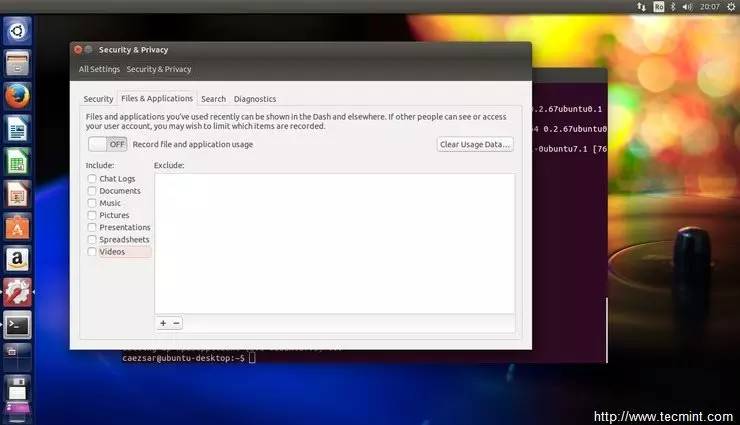 Ro
20:07
Security & Privacy
All Settings Security & Privacy
Security Files & Applications Search Diagnostics
Files and applications you've used recently can be shown in the Dash and elsewhere. If other people can see or access
your user account, you may wish to limit which items are recorded.
OFF Record file and application usage Clear Usage Data...
Include: Exclude:
Chat Logs
Documents
Music
Pictures
Presentations
Spreadsheets
Videos
+ −
0.2.67ubuntu0.1
64 0.2.67ubuntu0
-0ubuntu7.1 [76
caezsar@ubuntu-desktop:~$
http://www.tecmint.com